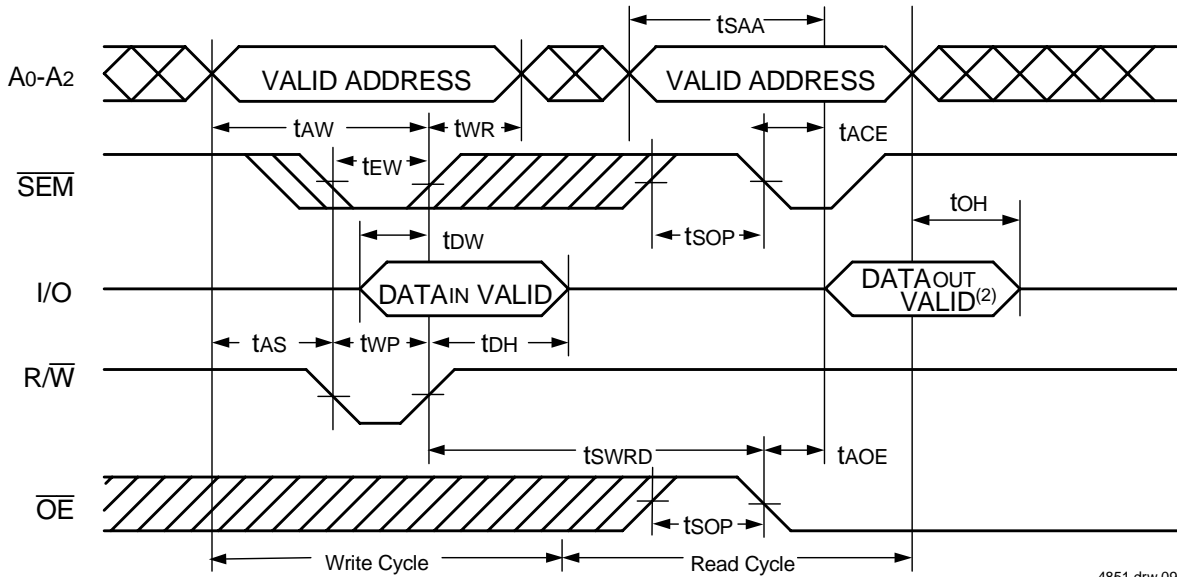 tSAA
A0-A2
VALID ADDRESS
VALID ADDRESS
tAW
tWR
tACE
tEW
SEM
tSOP
tOH
tDW
I/O
DATAIN VALID
DATAOUT
VALID(2)
tAS
tWP
tDH
R/W
tSWRD
tAOE
OE
tSOP
Write Cycle
Read Cycle
4851 drw 09